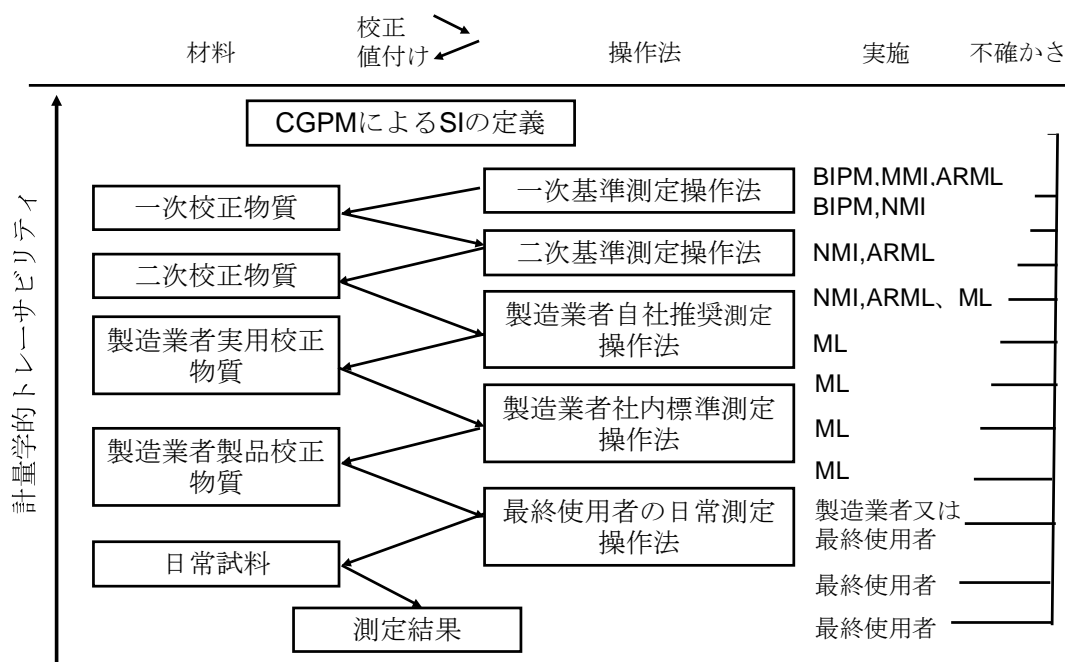 校正
値付け
材料
操作法
実施
不確かさ
計量学的トレーサビリティ
CGPMによるSIの定義
一次基準測定操作法
BIPM,MMI,ARML
一次校正物質
BIPM,NMI
二次基準測定操作法
NMI,ARML
二次校正物質
NMI,ARML、ML
製造業者自社推奨測定
操作法
製造業者実用校正
物質
ML
ML
製造業者社内標準測定
操作法
ML
製造業者製品校正
物質
ML
最終使用者の日常測定
操作法
製造業者又は
最終使用者
日常試料
最終使用者
測定結果
最終使用者